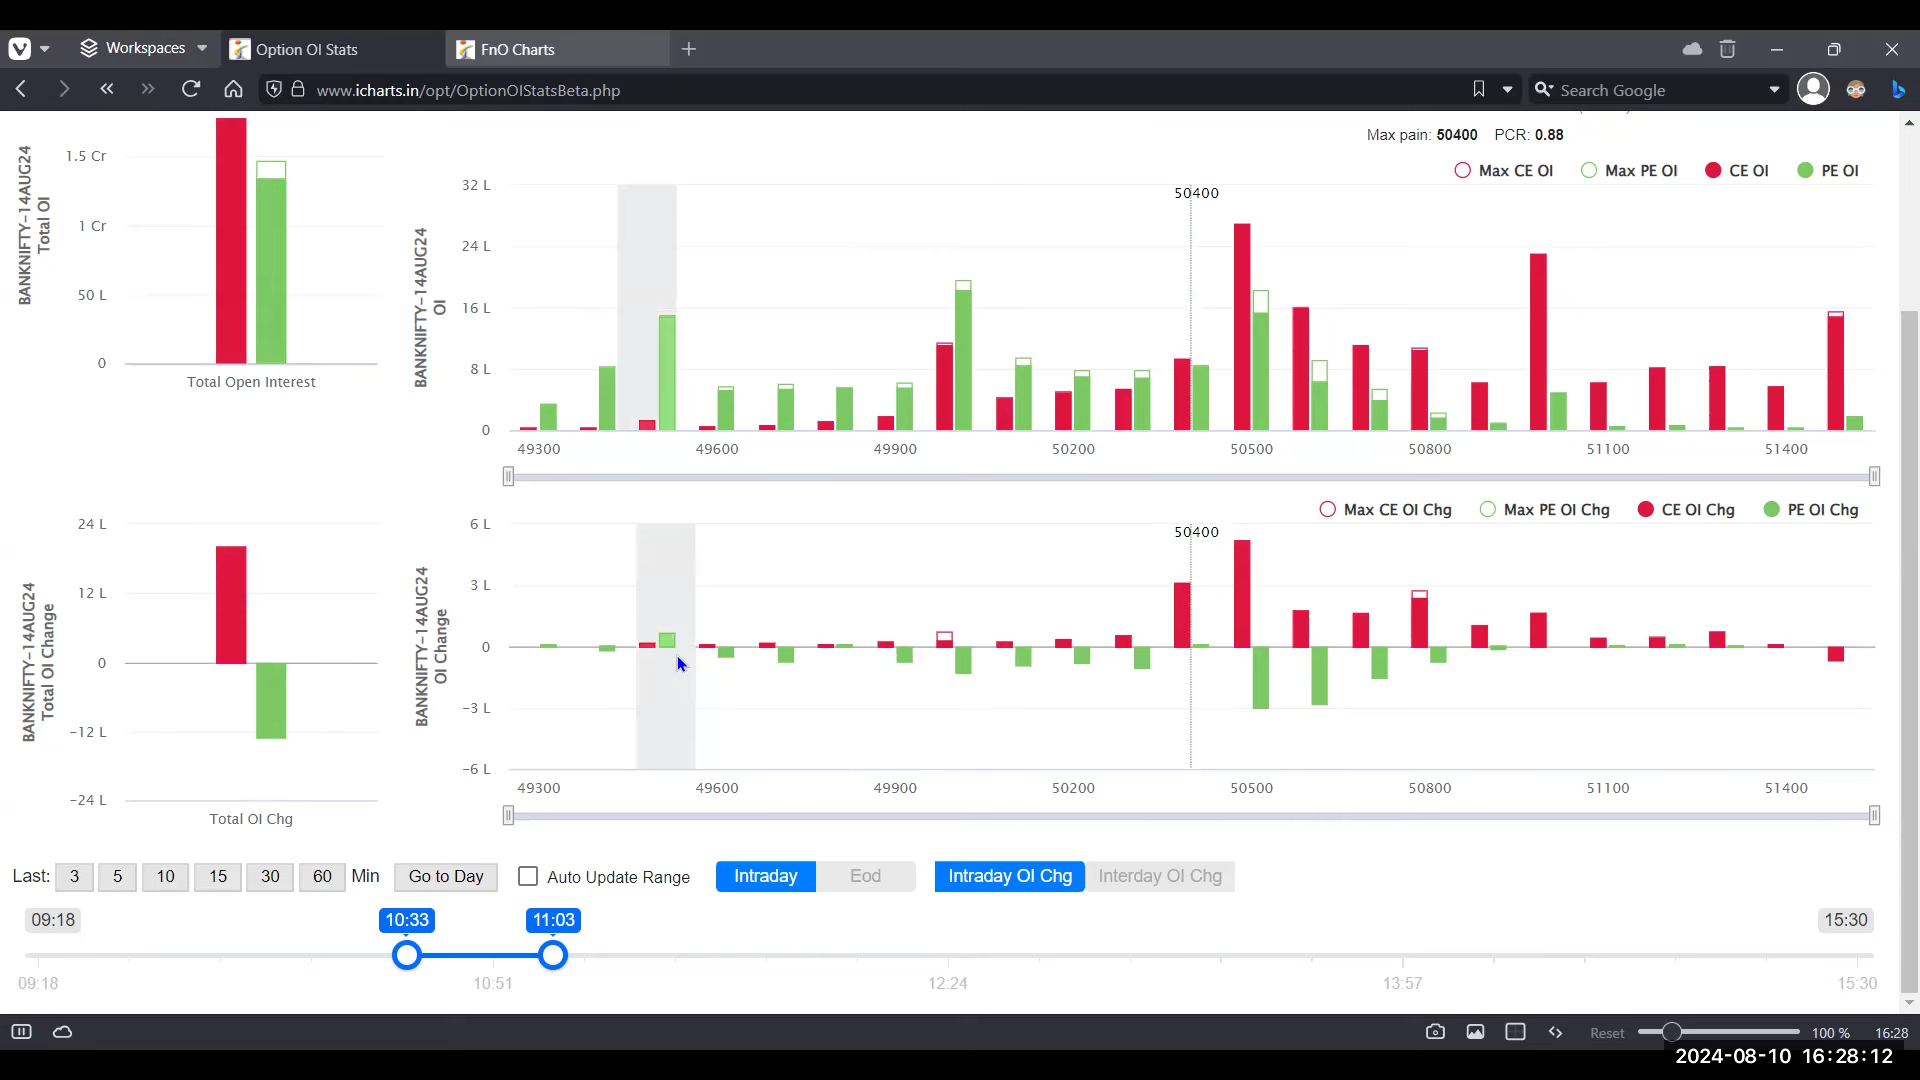 Workspaces
Option OI Stats
FnO Charts
www.icharts.in/opt/OptionOIStatsBeta.php
Search Google
Max pain: 50400 PCR: 0.88
Max CE OI Max PE OI CE OI PE OI
BANKNIFTY-14AUG24
Total OI
1.5 Cr
1 Cr
50 L
0
Total Open Interest
BANKNIFTY-14AUG24
OI
32 L
24 L
16 L
8 L
0
50400
49300 49600 49900 50200 50500 50800 51100 51400
Max CE OI Chg Max PE OI Chg CE OI Chg PE OI Chg
BANKNIFTY-14AUG24
Total OI Change
24 L
12 L
0
-12 L
-24 L
Total OI Chg
BANKNIFTY-14AUG24
OI Change
6 L
3 L
0
-3 L
-6 L
50400
49300 49600 49900 50200 50500 50800 51100 51400
Last: 3 5 10 15 30 60 Min Go to Day Auto Update Range Intraday Eod Intraday OI Chg Interday OI Chg
09:18 10:33 11:03 15:30
09:18 10:51 12:24 13:57 15:30
Reset 100 % 16:28
2024-08-10 16:28:12